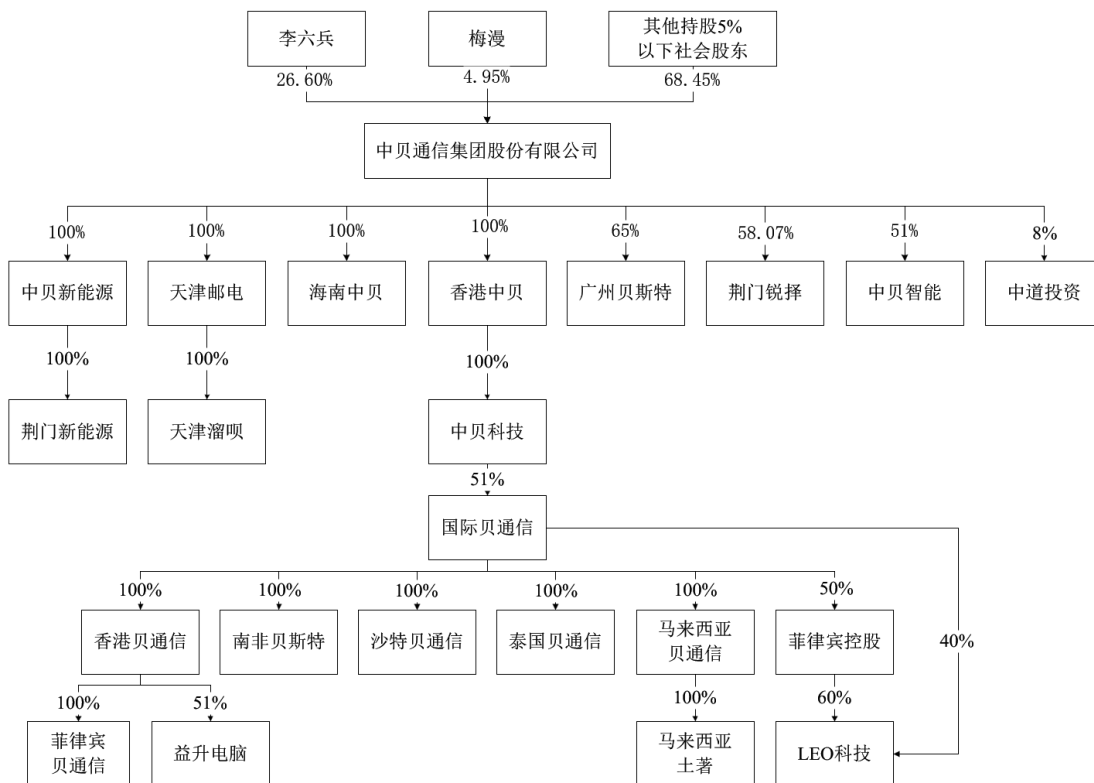 李六兵
梅漫
其他持股5%
以下社会股东
26.60%
4.95%
68.45%
中贝通信集团股份有限公司
100%
100%
100%
100%
65%
58.07%
51%
8%
中贝新能源
天津邮电
海南中贝
香港中贝
广州贝斯特
荆门锐择
中贝智能
中道投资
100%
100%
100%
荆门新能源
天津溜呗
中贝科技
51%
国际贝通信
100%
100%
100%
100%
100%
50%
香港贝通信
南非贝斯特
沙特贝通信
泰国贝通信
马来西亚
贝通信
菲律宾控股
40%
100%
51%
100%
60%
菲律宾
贝通信
益升电脑
马来西亚
土著
LEO科技